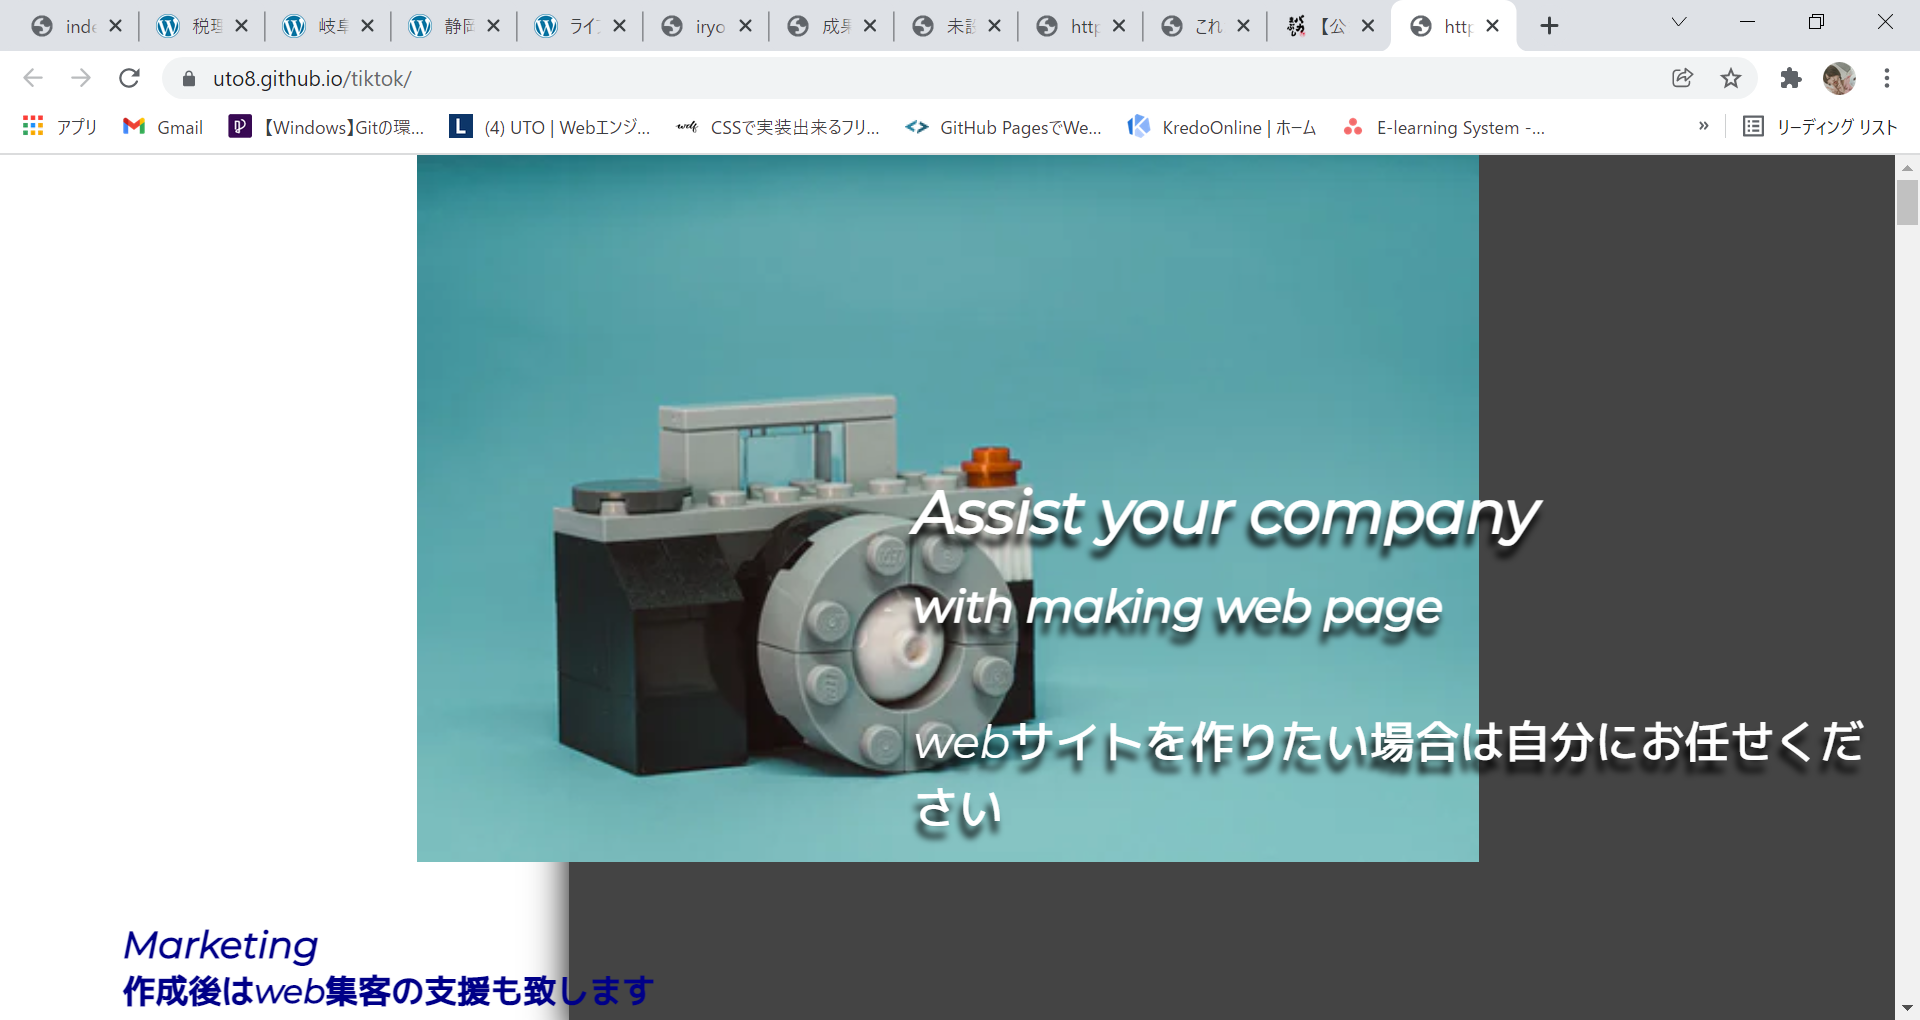 inde
税理
岐阜
静岡
ライ
iryo
成果
未設
http
これ
【公
http
uto8.github.io/tiktok/
アプリ
Gmail
【Windows】Gitの環...
(4) UTO | Webエンジ...
CSSで実装出来るフリ...
GitHub PagesでWe...
KredoOnline | ホーム
E-learning System -...
»
リーディング リスト
Assist your company
with making web page
webサイトを作りたい場合は自分にお任せくだ
さい
Marketing
作成後はweb集客の支援も致します